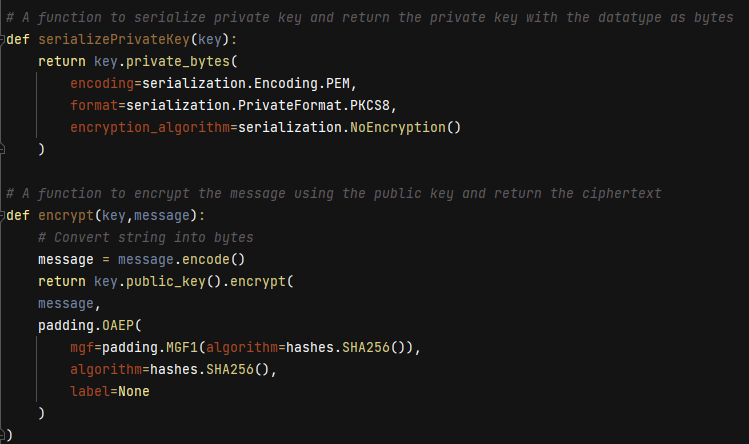 # A function to serialize private key and return the private key with the datatype as bytes
def serializePrivateKey(key):
    return key.private_bytes(
        encoding=serialization.Encoding.PEM,
        format=serialization.PrivateFormat.PKCS8,
        encryption_algorithm=serialization.NoEncryption()
    )
# A function to encrypt the message using the public key and return the ciphertext
def encrypt(key,message):
    # Convert string into bytes
    message = message.encode()
    return key.public_key().encrypt(
    message,
    padding.OAEP(
        mgf=padding.MGF1(algorithm=hashes.SHA256()),
        algorithm=hashes.SHA256(),
        label=None
    )
)